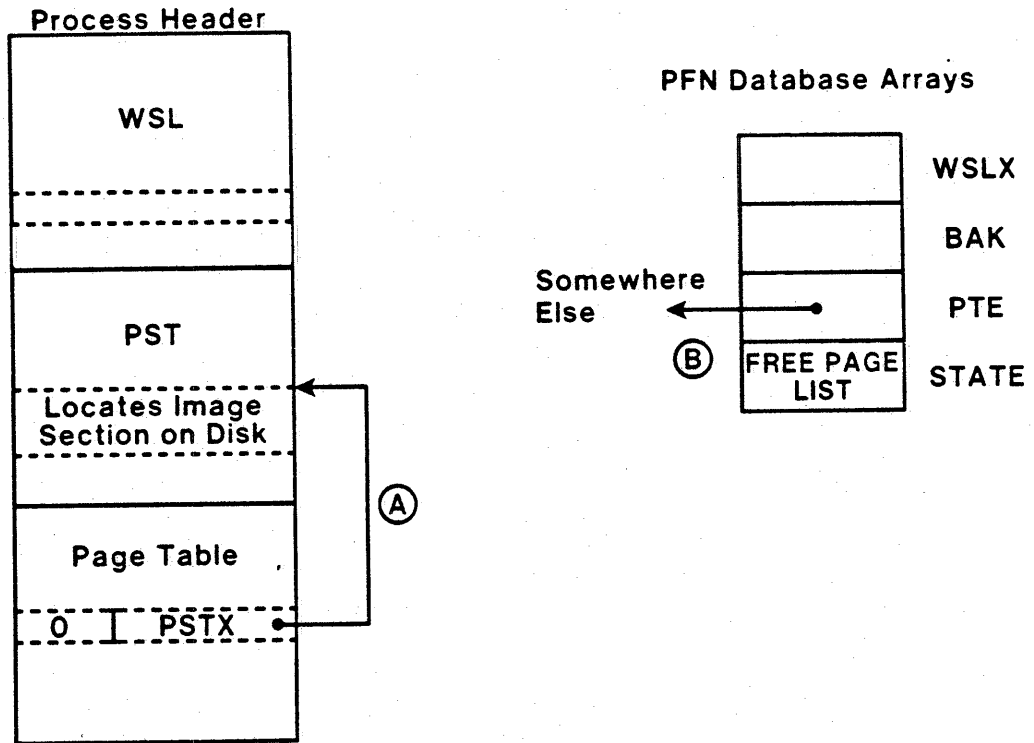 Process Header
WSL
PST
Locates Image
Section on Disk
Page Table
0 PSTX
A
PFN Database Arrays
WSLX
BAK
Somewhere
Else
PTE
B
FREE PAGE
LIST
STATE